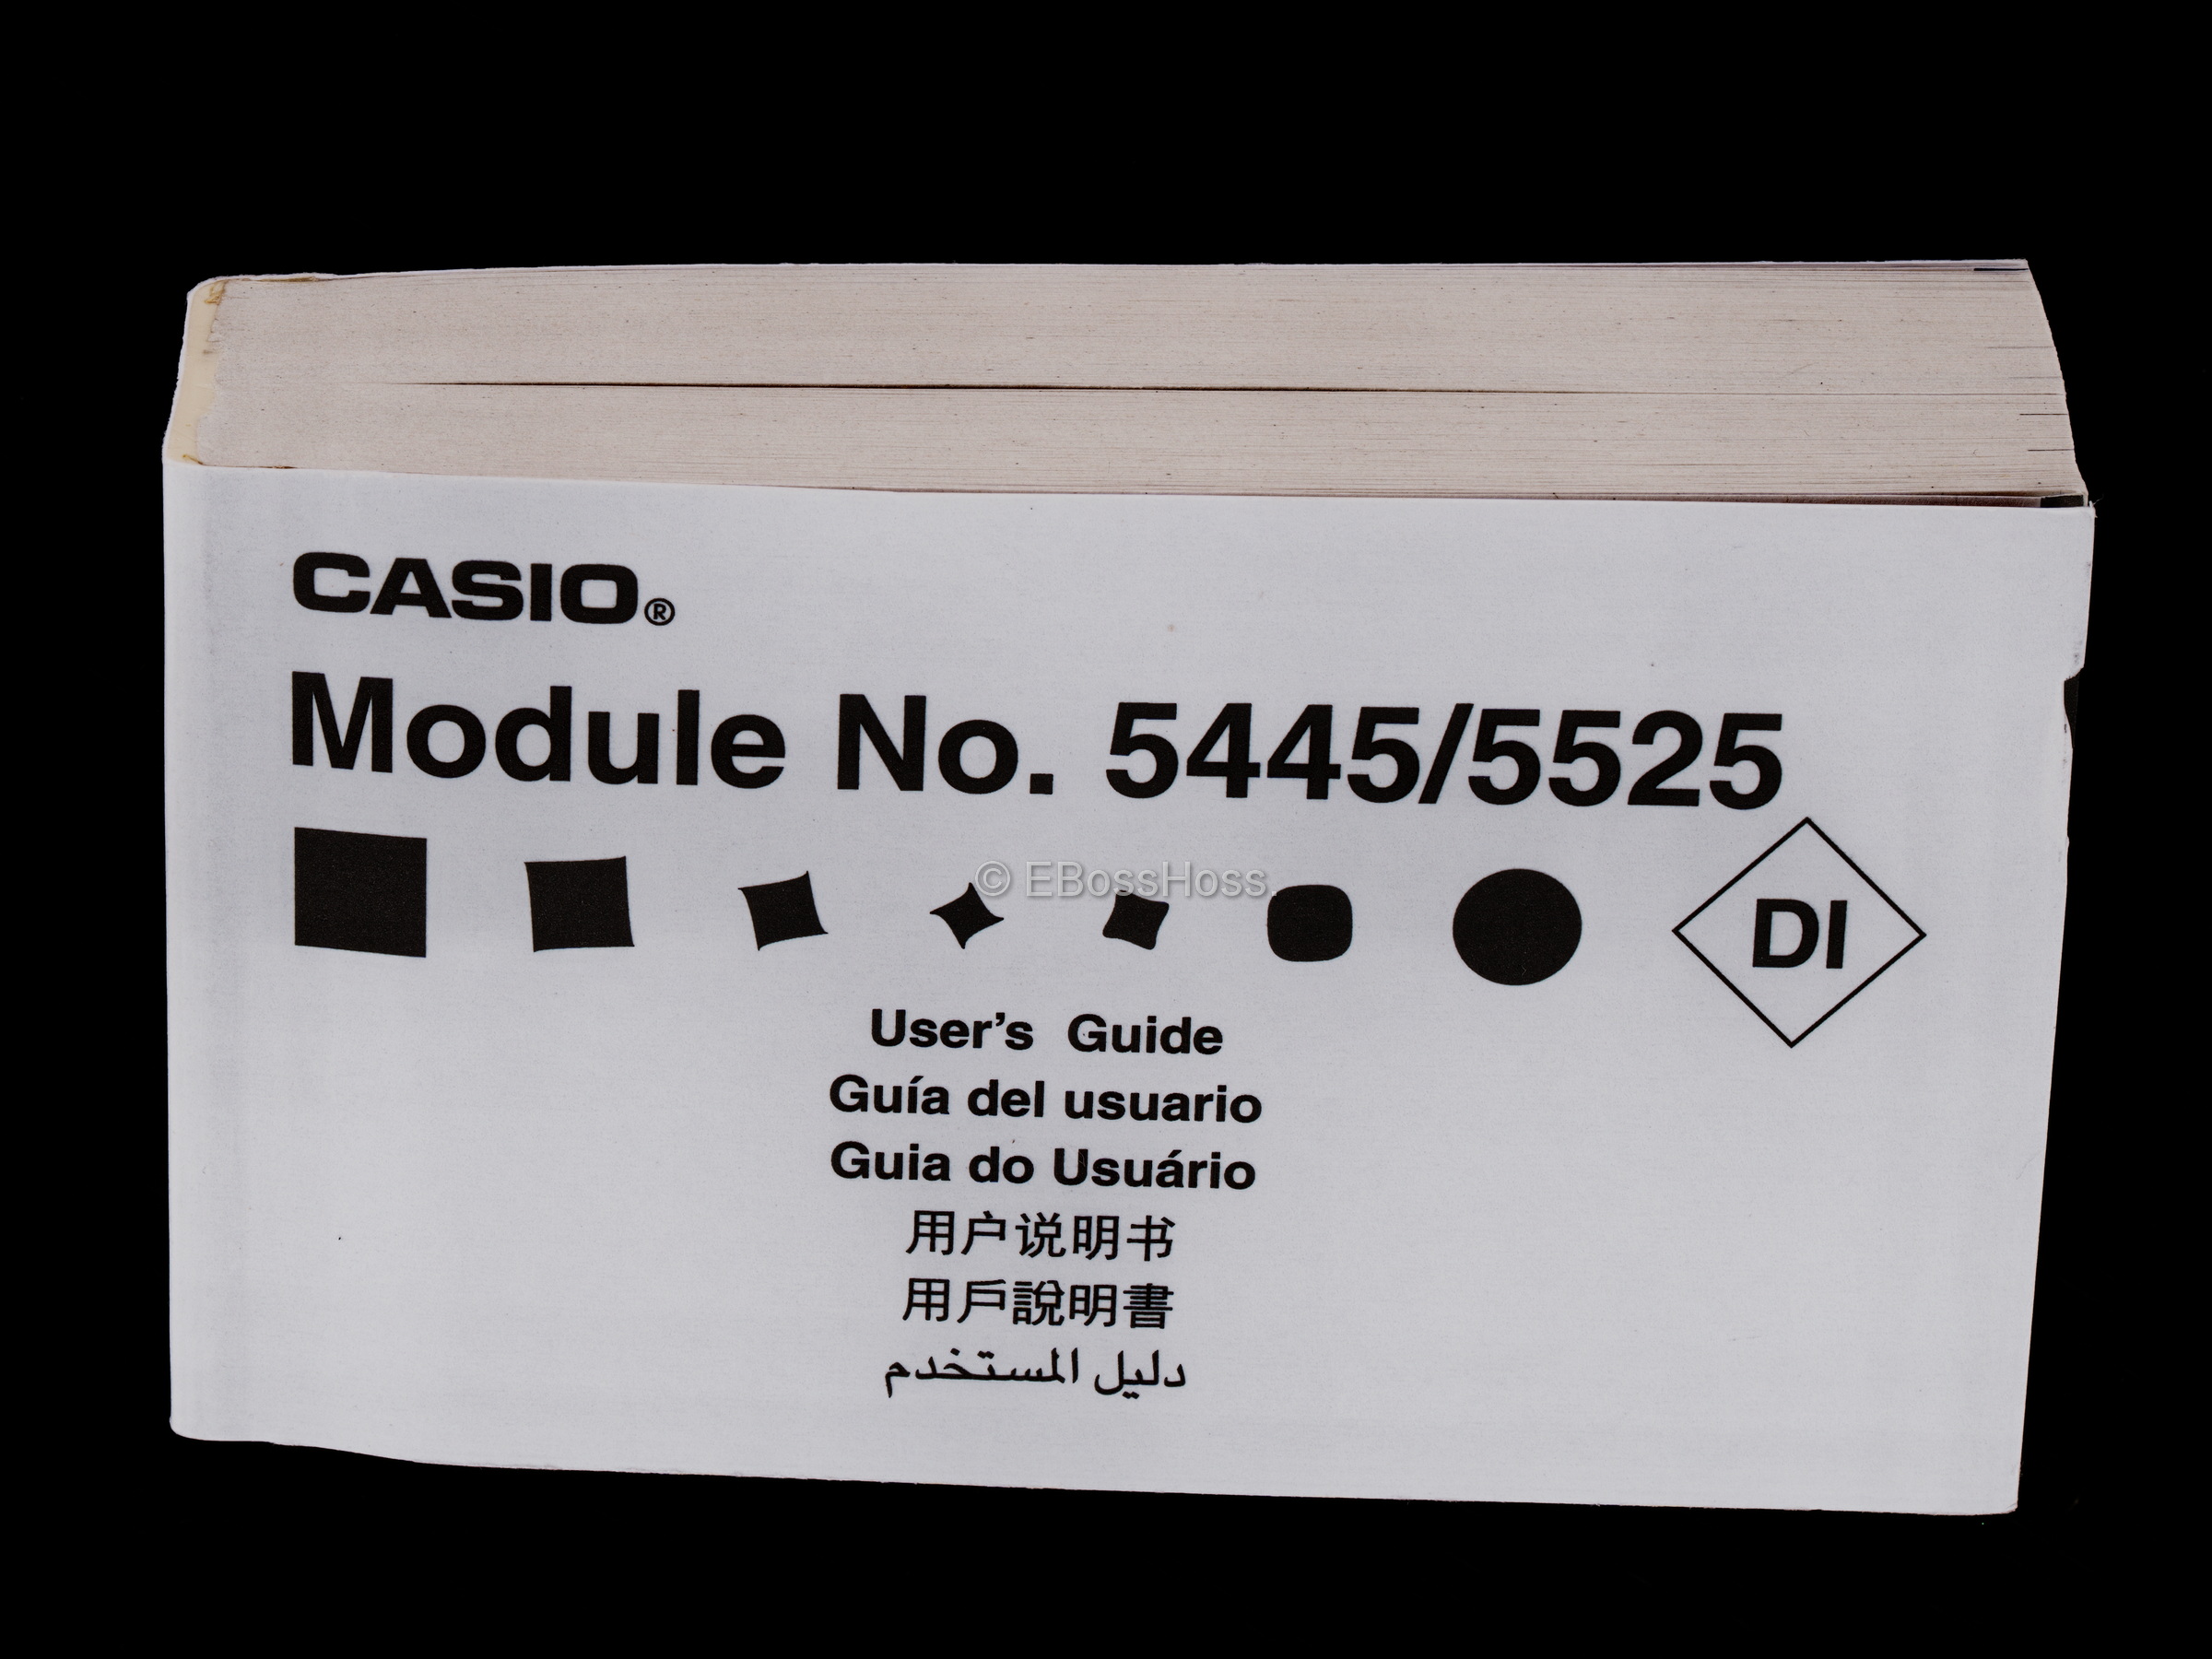 CASIO®
Module No. 5445/5525
© EBossHoss.
DI
User's Guide
Guía del usuario
Guia do Usuário
用户说明书
用戶說明書
دليل المستخدم